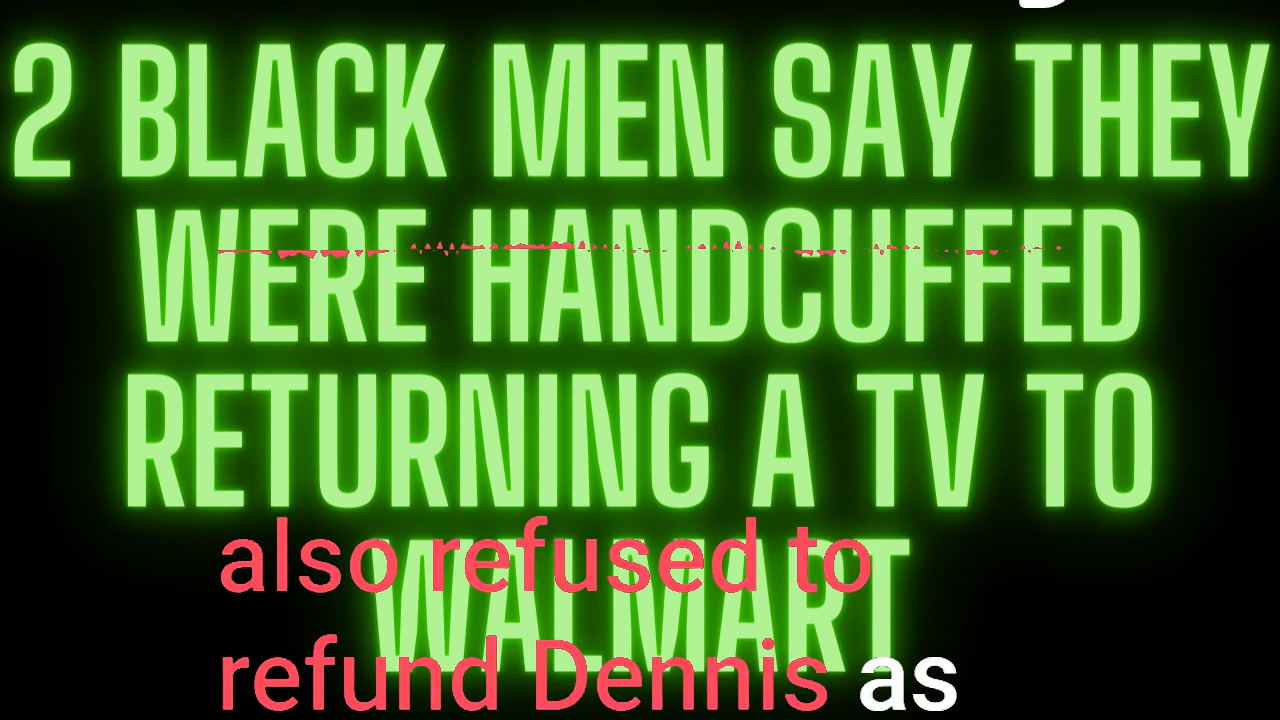 2 BLACK MEN SAY THEY
WERE HANDCUFFED
RETURNING A TV TO
WALMART
also refused to
refund Dennis as